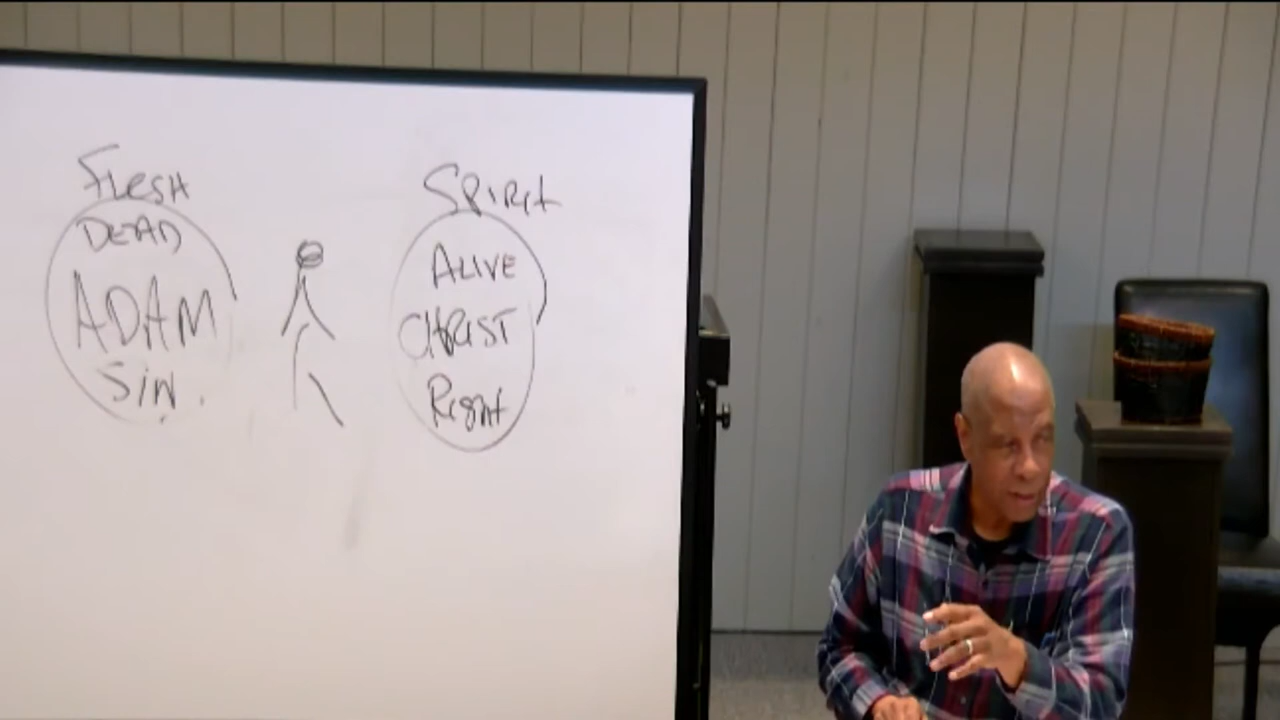 FLESH
DEAD
ADAM
SIN.
SPIRIt
ALIVE
CHRIST
Right